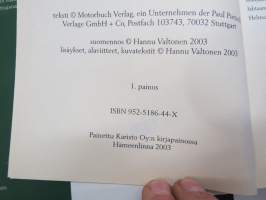 teksti © Motorbuch Verlag, ein Unternehmen der Paul
Verlage GmbH + Co, Postfach 103743, 70032 Stuttgart
suomennos © Hannu Valtonen 2003
lisäykset, alaviitteet, kuvatekstit © Hannu Valtonen 2003
1. painos
ISBN 952-5186-44-X
Painettu Karisto Oy:n kirjapainossa
Hämeenlinna 2003